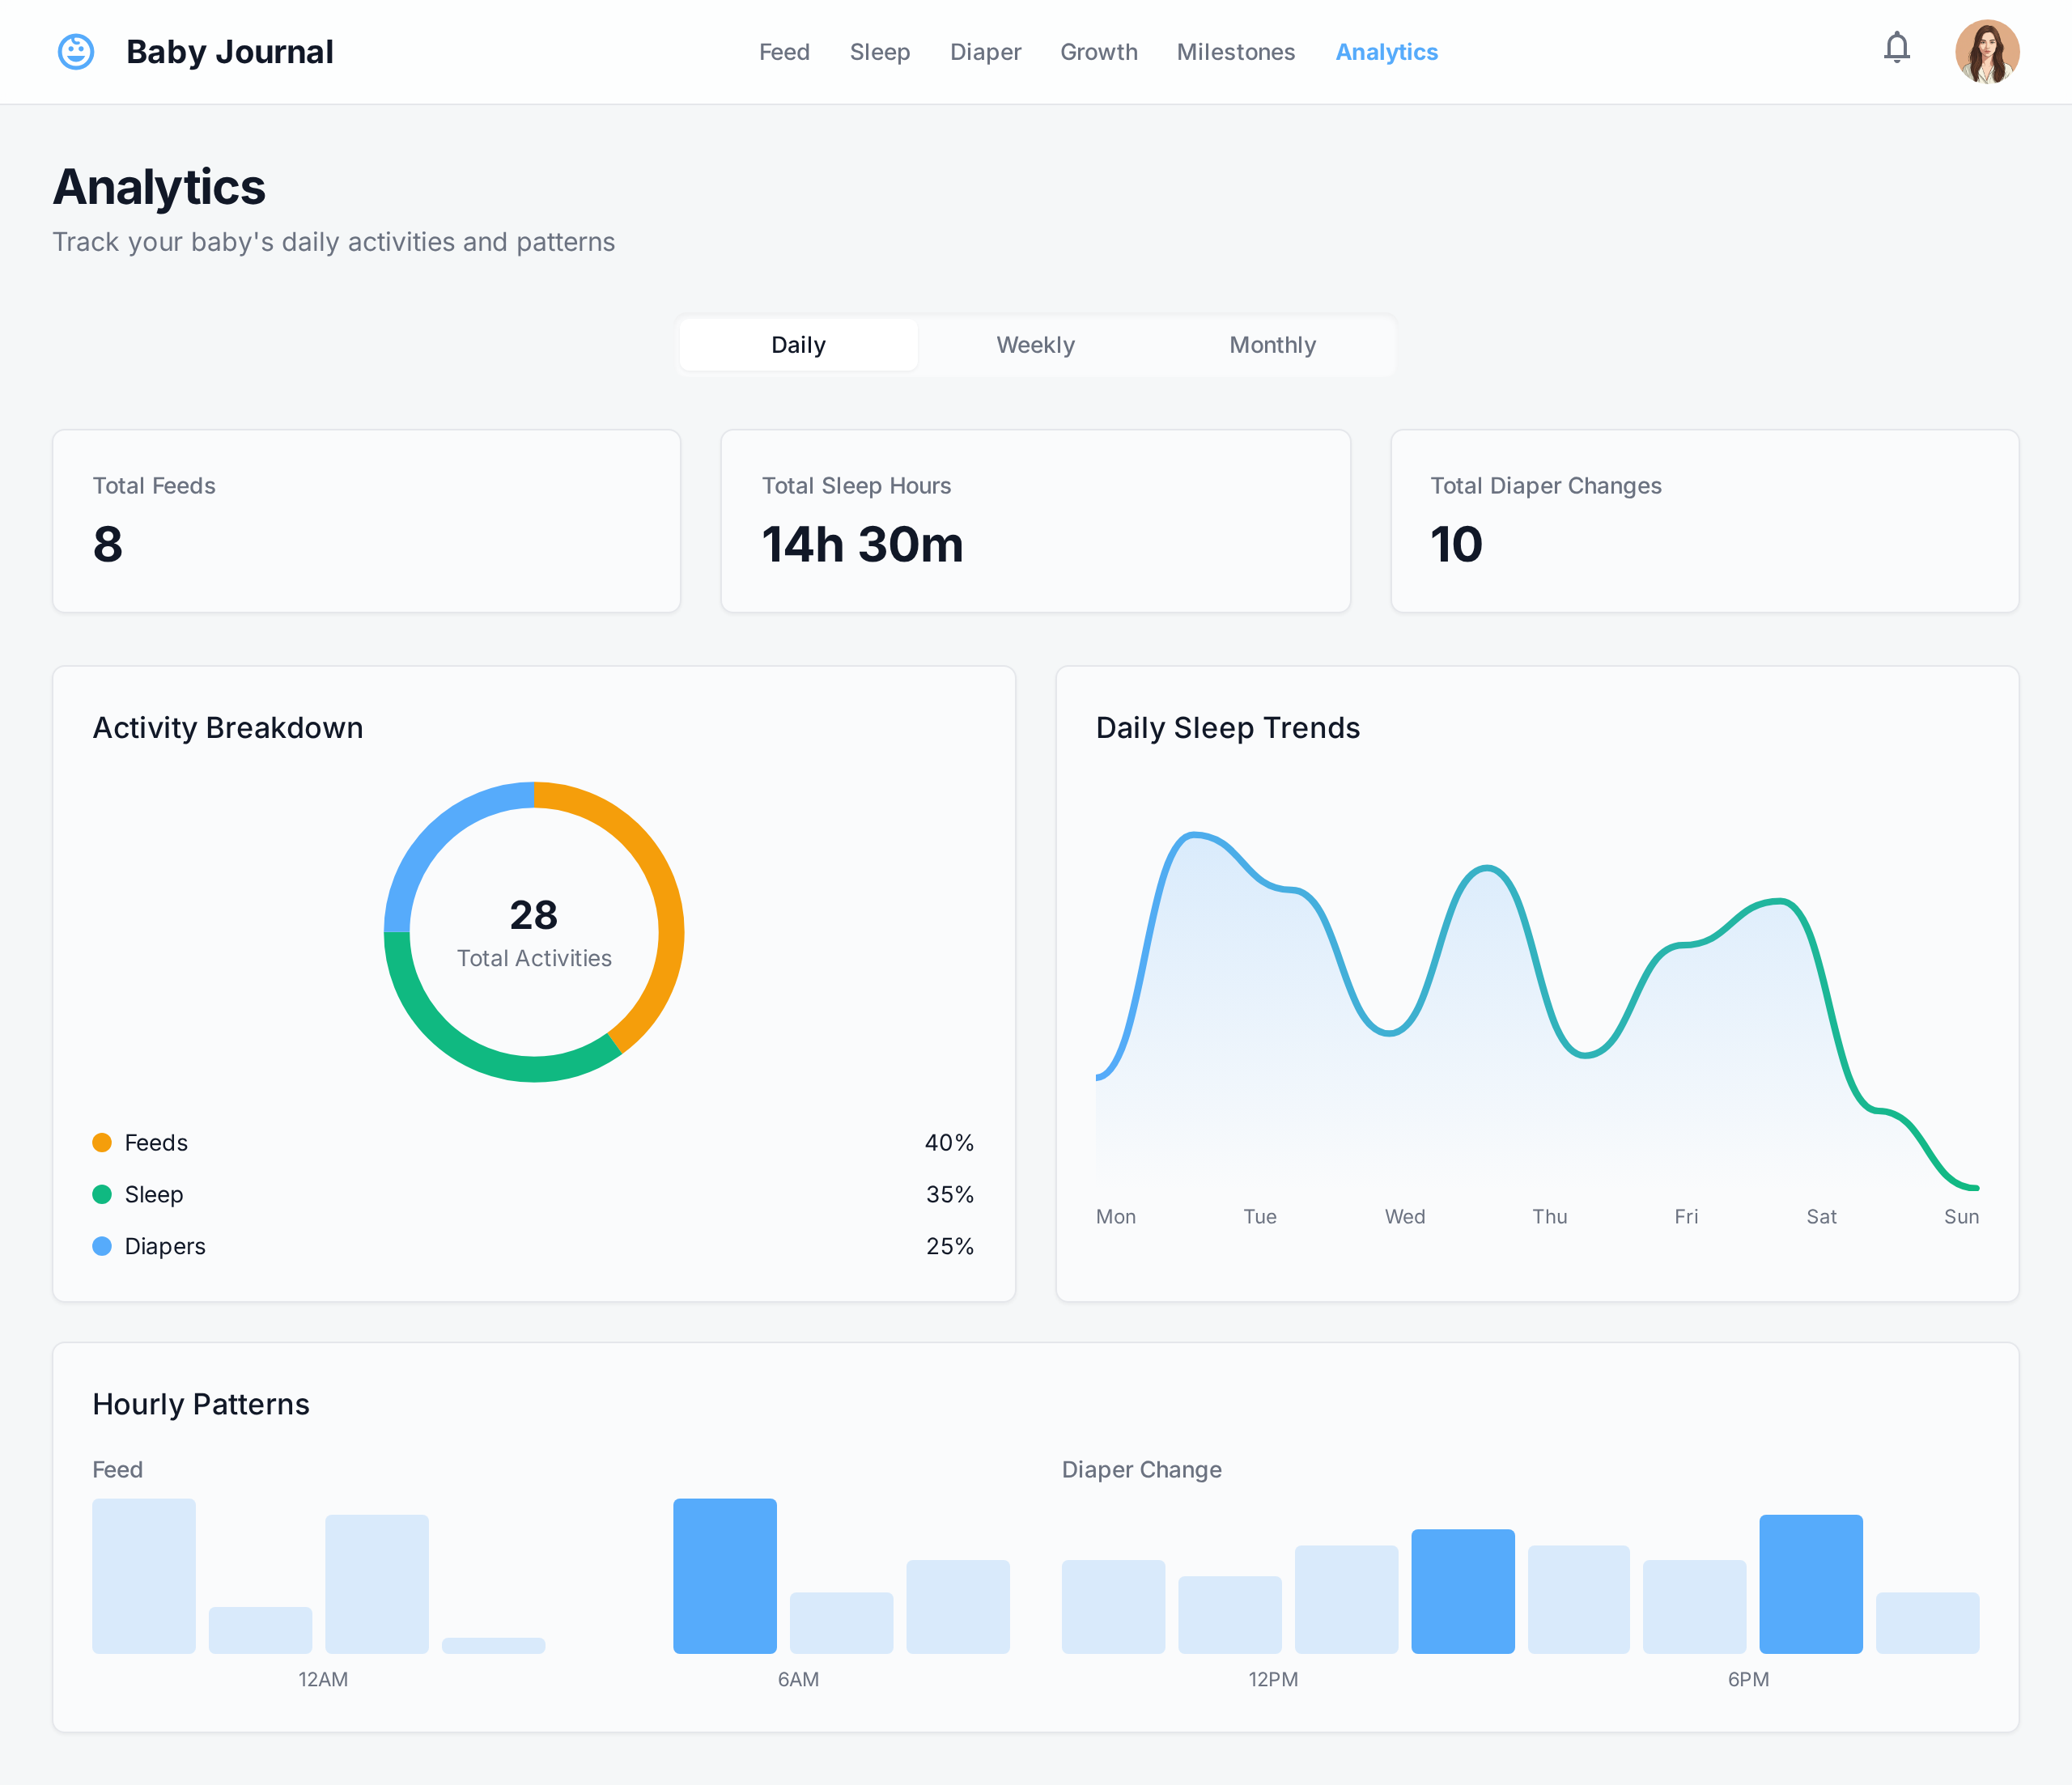 Baby Journal
Feed
Sleep
Diaper
Growth
Milestones
Analytics
Analytics
Track your baby's daily activities and patterns
Daily
Weekly
Monthly
Total Feeds
8
Total Sleep Hours
14h 30m
Total Diaper Changes
10
Activity Breakdown
28
Total Activities
Feeds
40%
Sleep
35%
Diapers
25%
Daily Sleep Trends
Mon
Tue
Wed
Thu
Fri
Sat
Sun
Hourly Patterns
Feed
Diaper Change
12AM
6AM
12PM
6PM